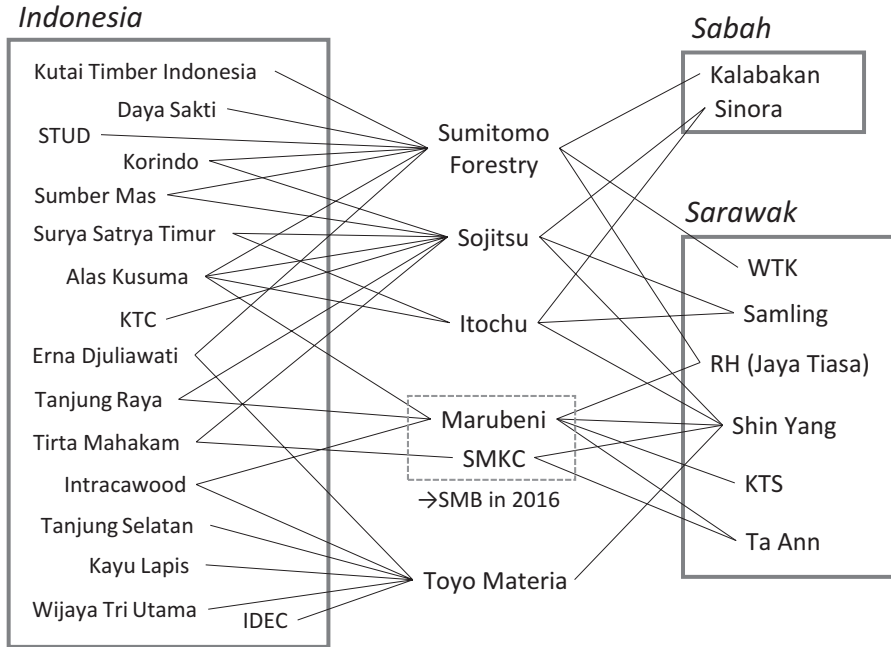 Indonesia
Kutai Timber Indonesia
Daya Sakti
STUD
Korindo
Sumber Mas
Surya Satrya Timur
Alas Kusuma
KTC
Erna Djuliawati
Tanjung Raya
Tirta Mahakam
Intracawood
Tanjung Selatan
Kayu Lapis
Wijaya Tri Utama
IDEC
Sumitomo
Forestry
Sojitsu
Itochu
Marubeni
SMKC
→SMB in 2016
Toyo Materia
Sabah
Kalabakan
Sinora
Sarawak
WTK
Samling
RH (Jaya Tiasa)
Shin Yang
KTS
Ta Ann